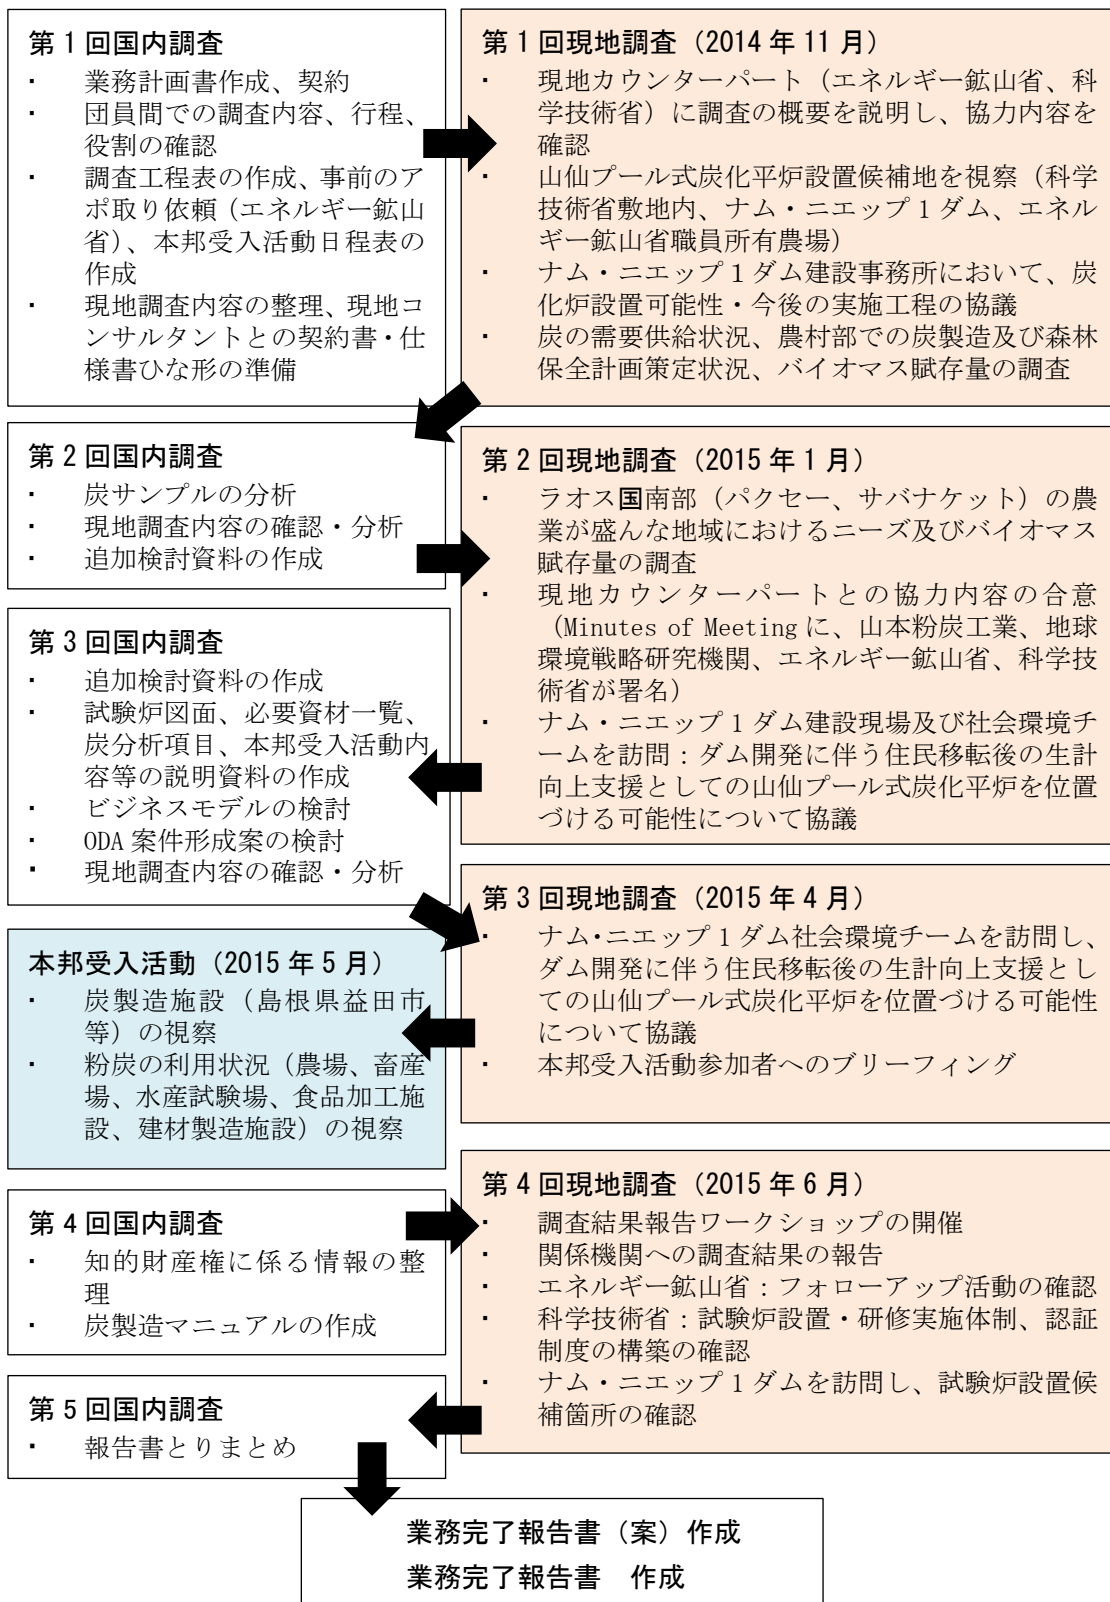 第1回国内調査
・ 業務計画書作成、契約
・ 団員間での調査内容、行程、
役割の確認
・ 調査工程表の作成、事前のア
ポ取り依頼（エネルギー鉱山
省）、本邦受入活動日程表の
作成
・ 現地調査内容の整理、現地コ
ンサルタントとの契約書・仕
様書ひな形の準備
第1回現地調査（2014年11月）
・ 現地カウンターパート（エネルギー鉱山省、科
学技術省）に調査の概要を説明し、協力内容を
確認
・ 山仙プール式炭化平炉設置候補地を視察（科学
技術省敷地内、ナム・ニエップ1ダム、エネル
ギー鉱山省職員所有農場）
・ ナム・ニエップ1ダム建設事務所において、炭
化炉設置可能性・今後の実施工程の協議
・ 炭の需要供給状況、農村部での炭製造及び森林
保全計画策定状況、バイオマス賦存量の調査
第2回国内調査
・ 炭サンプルの分析
・ 現地調査内容の確認・分析
・ 追加検討資料の作成
第2回現地調査（2015年1月）
・ ラオス国南部（パクセー、サバナケット）の農
業が盛んな地域におけるニーズ及びバイオマス
賦存量の調査
・ 現地カウンターパートとの協力内容の合意
（Minutes of Meetingに、山本粉炭工業、地球
環境戦略研究機関、エネルギー鉱山省、科学技
術省が署名）
・ ナム・ニエップ1ダム建設現場及び社会環境チ
ームを訪問：ダム開発に伴う住民移転後の生計
向上支援としての山仙プール式炭化平炉を位置
づける可能性について協議
第3回国内調査
・ 追加検討資料の作成
・ 試験炉図面、必要資材一覧、
炭分析項目、本邦受入活動内
容等の説明資料の作成
・ ビジネスモデルの検討
・ ODA案件形成案の検討
・ 現地調査内容の確認・分析
第3回現地調査（2015年4月）
・ ナム・ニエップ1ダム社会環境チームを訪問し、
ダム開発に伴う住民移転後の生計向上支援とし
ての山仙プール式炭化平炉を位置づける可能性
について協議
・ 本邦受入活動参加者へのブリーフィング
本邦受入活動（2015年5月）
・ 炭製造施設（島根県益田市
等）の視察
・ 粉炭の利用状況（農場、畜産
場、水産試験場、食品加工施
設、建材製造施設）の視察
第4回国内調査
・ 知的財産権に係る情報の整
理
・ 炭製造マニュアルの作成
第4回現地調査（2015年6月）
・ 調査結果報告ワークショップの開催
・ 関係機関への調査結果の報告
・ エネルギー鉱山省：フォローアップ活動の確認
・ 科学技術省：試験炉設置・研修実施体制、認証
制度の構築の確認
・ ナム・ニエップ1ダムを訪問し、試験炉設置候
補箇所の確認
第5回国内調査
・ 報告書とりまとめ
業務完了報告書（案）作成
業務完了報告書　作成